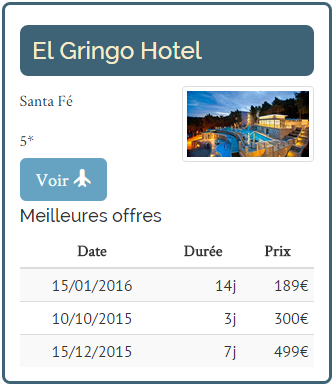 El Gringo Hotel
Santa Fé
5*
Voir
Meilleures offres
Date Durée Prix
15/01/2016 14j 189€
10/10/2015 3j 300€
15/12/2015 7j 499€